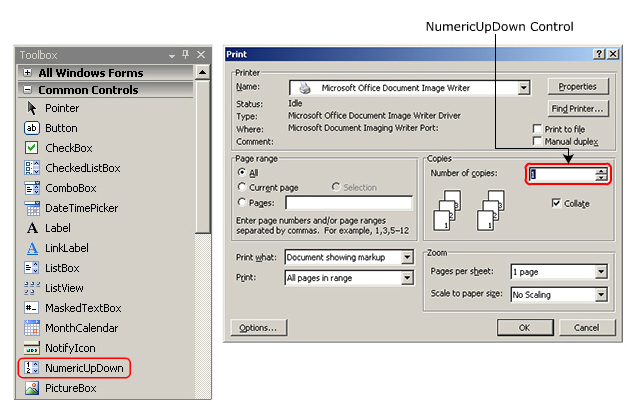 NumericUpDown Control
Toolbox
All Windows Forms
Common Controls
Pointer
Button
CheckBox
CheckedListBox
ComboBox
DateTimePicker
Label
LinkLabel
ListBox
ListView
MaskedTextBox
MonthCalendar
NotifyIcon
NumericUpDown
PictureBox
Print
Printer
Name: Microsoft Office Document Image Writer Properties
Status: Idle
Type: Microsoft Office Document Image Writer Driver Find Printer...
Where: Microsoft Document Imaging Writer Port: Print to file
Comment: Manual duplex
Page range
All
Current page Selection
Pages:
Enter page numbers and/or page ranges
separated by commas. For example, 1,3,5–12
Copies
Number of copies: 1
Collate
Print what: Document showing markup
Print: All pages in range
Zoom
Pages per sheet: 1 page
Scale to paper size: No Scaling
Options... OK Cancel